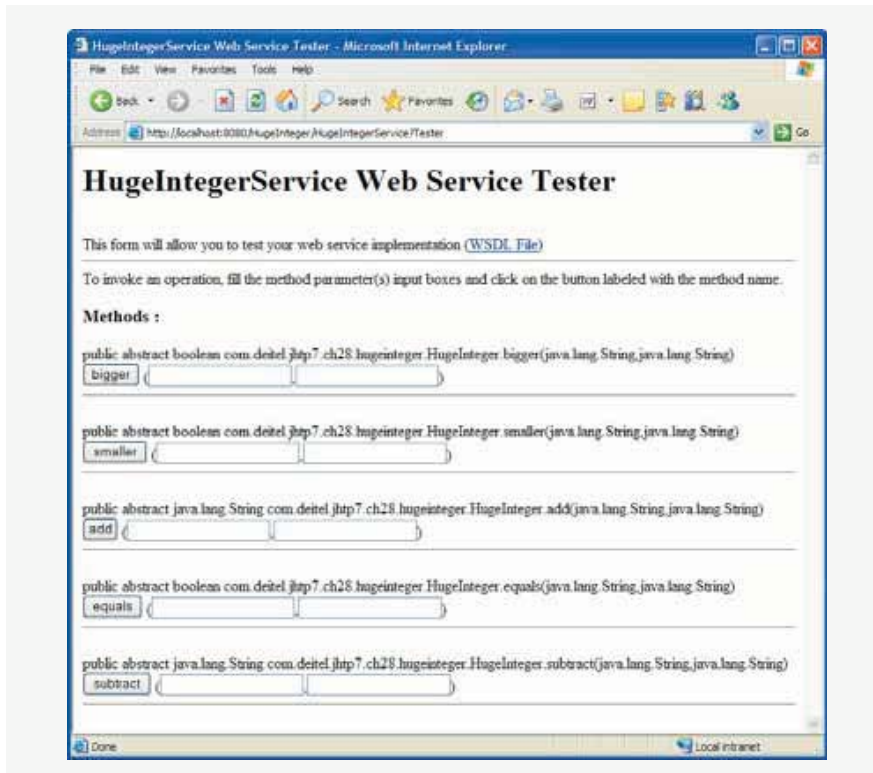 HugeIntegerService Web Service Tester - Microsoft Internet Explorer
File Edit View Favorites Tools Help
Back Search Favorites
Address http://localhost:8080/HugeInteger/HugeIntegerService?Tester Go
HugeIntegerService Web Service Tester
This form will allow you to test your web service implementation (WSDL File)
To invoke an operation, fill the method parameter(s) input boxes and click on the button labeled with the method name.
Methods :
public abstract boolean com.deitel.jhtp7.ch28.hugeinteger.HugeInteger.bigger(java.lang.String,java.lang.String)
bigger ( , )
public abstract boolean com.deitel.jhtp7.ch28.hugeinteger.HugeInteger.smaller(java.lang.String,java.lang.String)
smaller ( , )
public abstract java.lang.String com.deitel.jhtp7.ch28.hugeinteger.HugeInteger.add(java.lang.String,java.lang.String)
add ( , )
public abstract boolean com.deitel.jhtp7.ch28.hugeinteger.HugeInteger.equals(java.lang.String,java.lang.String)
equals ( , )
public abstract java.lang.String com.deitel.jhtp7.ch28.hugeinteger.HugeInteger.subtract(java.lang.String,java.lang.String)
subtract ( , )
Done Local intranet